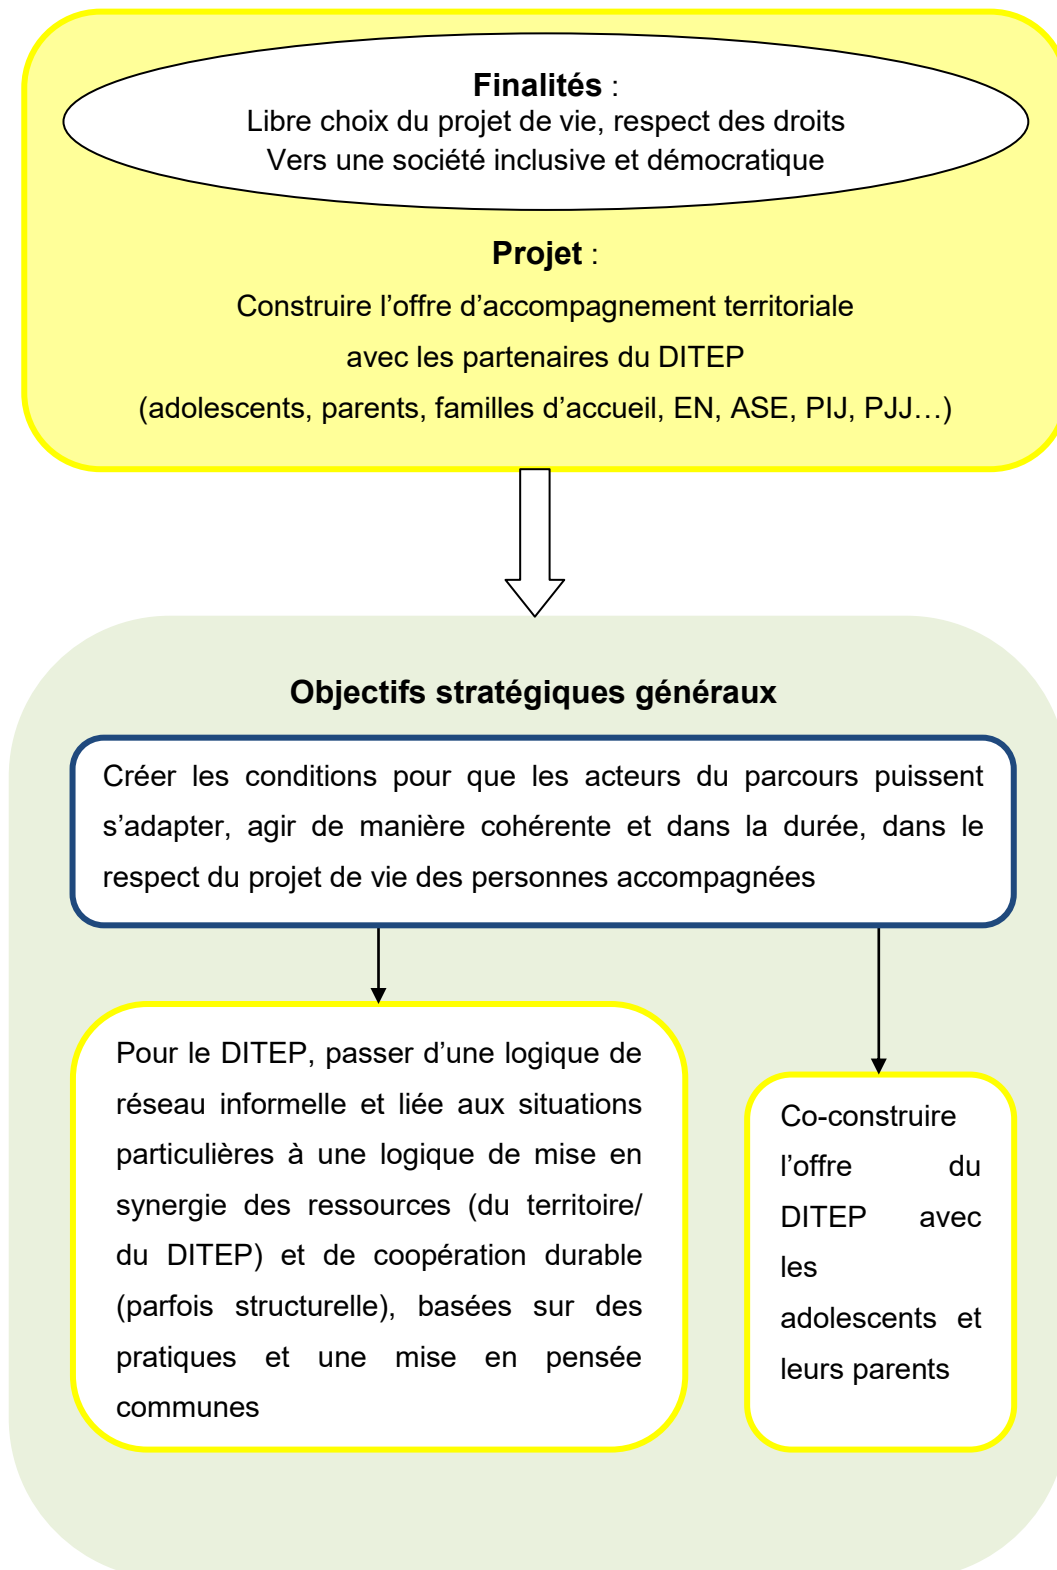 Finalités :
Libre choix du projet de vie, respect des droits
Vers une société inclusive et démocratique
Projet :
Construire l’offre d’accompagnement territoriale
avec les partenaires du DITEP
(adolescents, parents, familles d’accueil, EN, ASE, PIJ, PJJ…)
Objectifs stratégiques généraux
Créer les conditions pour que les acteurs du parcours puissent
s’adapter, agir de manière cohérente et dans la durée, dans le
respect du projet de vie des personnes accompagnées
Pour le DITEP, passer d’une logique de
réseau informelle et liée aux situations
particulières à une logique de mise en
synergie des ressources (du territoire/
du DITEP) et de coopération durable
(parfois structurelle), basées sur des
pratiques et une mise en pensée
communes
Co-construire
l’offre du
DITEP avec
les
adolescents et
leurs parents